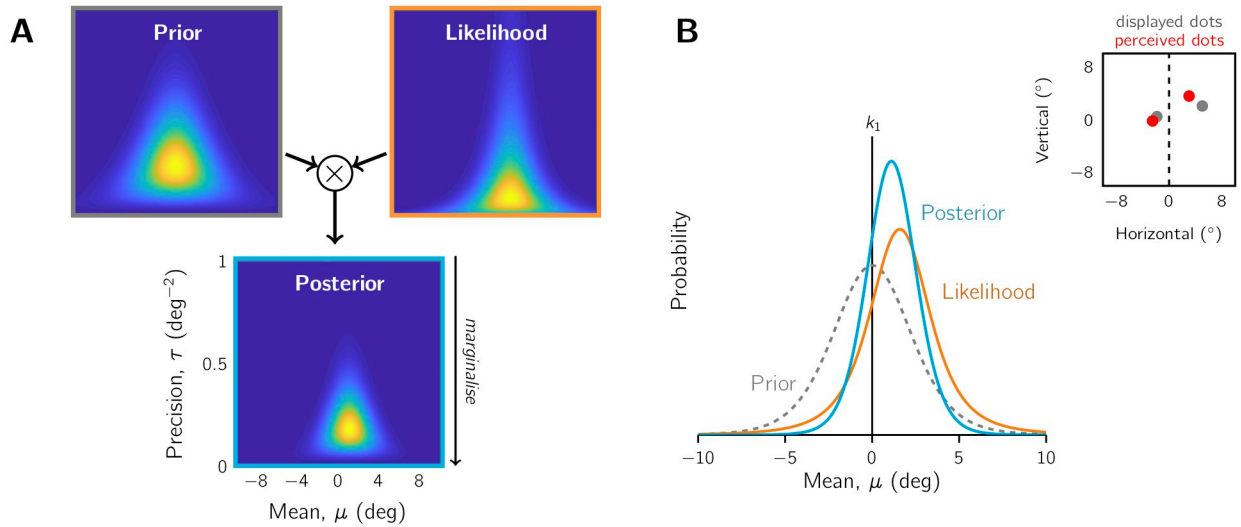 A
Prior
Likelihood
×
Posterior
Precision, τ (deg⁻²)
1
0.5
0
−8 −4 0 4 8
Mean, μ (deg)
marginalise
B
displayed dots
perceived dots
Vertical (°)
8
0
−8
−8 0 8
Horizontal (°)
k₁
Probability
Posterior
Likelihood
Prior
−10 −5 0 5 10
Mean, μ (deg)